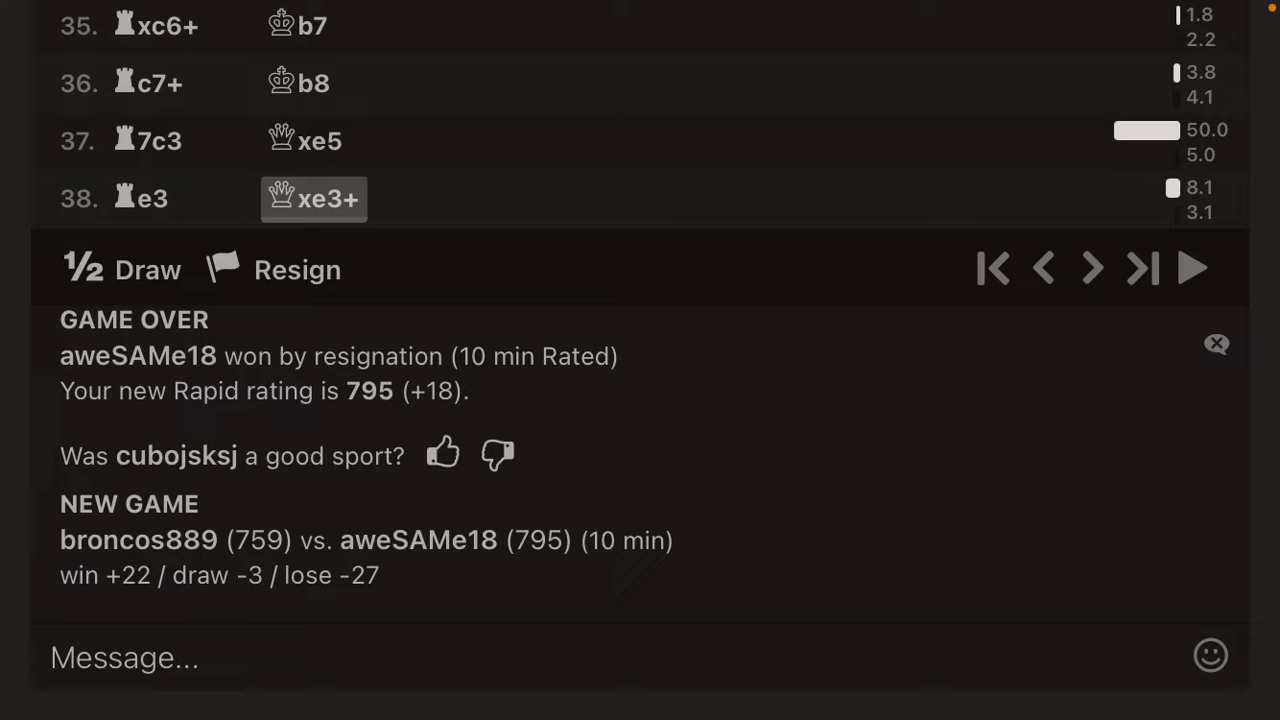 35. ♜xc6+ ♔b7 1.8
2.2
36. ♜c7+ ♔b8 3.8
4.1
37. ♜7c3 ♕xe5 50.0
5.0
38. ♜e3 ♕xe3+ 8.1
3.1
½ Draw Resign
GAME OVER
aweSAMe18 won by resignation (10 min Rated)
Your new Rapid rating is 795 (+18).
Was cubojsksj a good sport?
NEW GAME
broncos889 (759) vs. aweSAMe18 (795) (10 min)
win +22 / draw -3 / lose -27
Message...